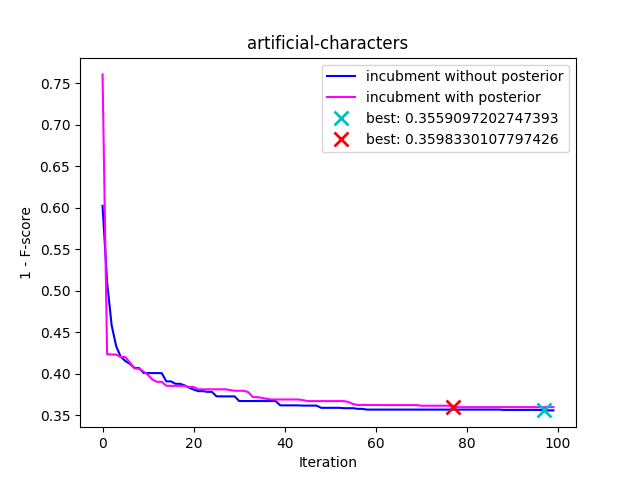 artificial-characters
incubment without posterior
incubment with posterior
best: 0.3559097202747393
best: 0.3598330107797426
1 - F-score
0.75
0.70
0.65
0.60
0.55
0.50
0.45
0.40
0.35
0
20
40
60
80
100
Iteration